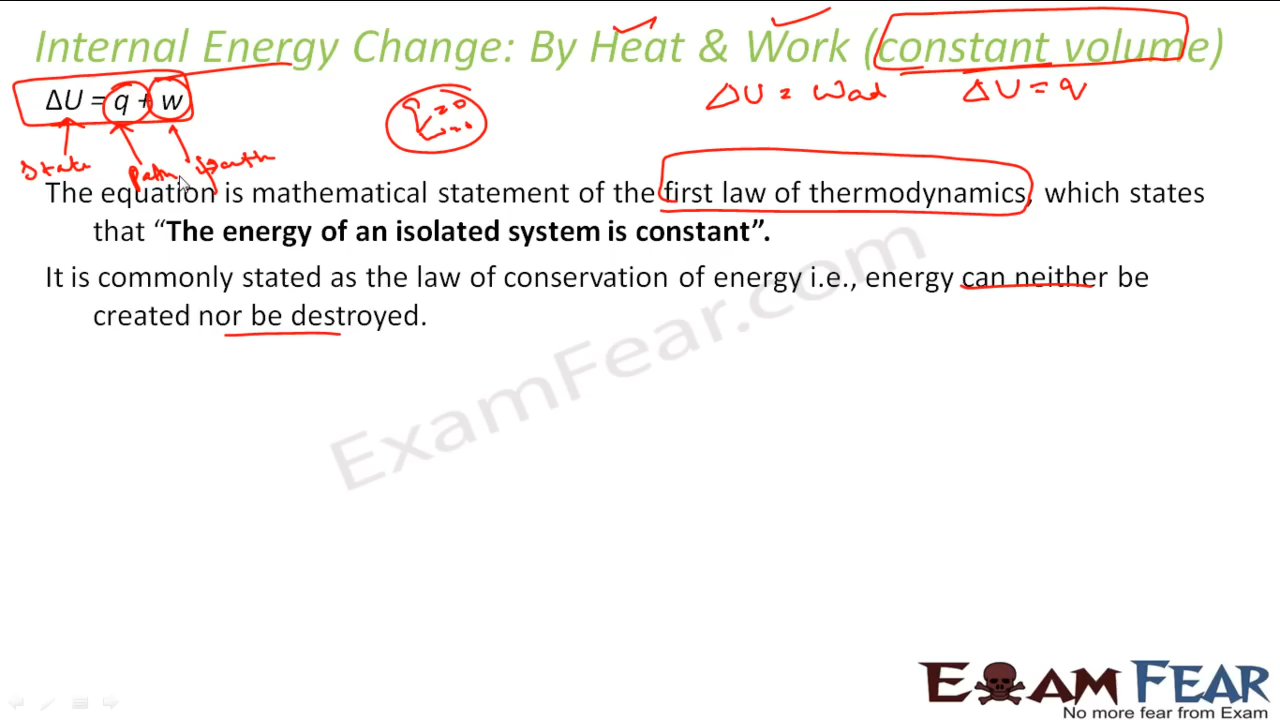 Internal Energy Change: By Heat & Work (constant volume)
ΔU = q + w
ΔU = wad
ΔU = q
=0
=0
State
Path
Path
The equation is mathematical statement of the first law of thermodynamics, which states
that “The energy of an isolated system is constant”.
It is commonly stated as the law of conservation of energy i.e., energy can neither be
created nor be destroyed.
ExamFear.com
EXAM FEAR
No more fear from Exam